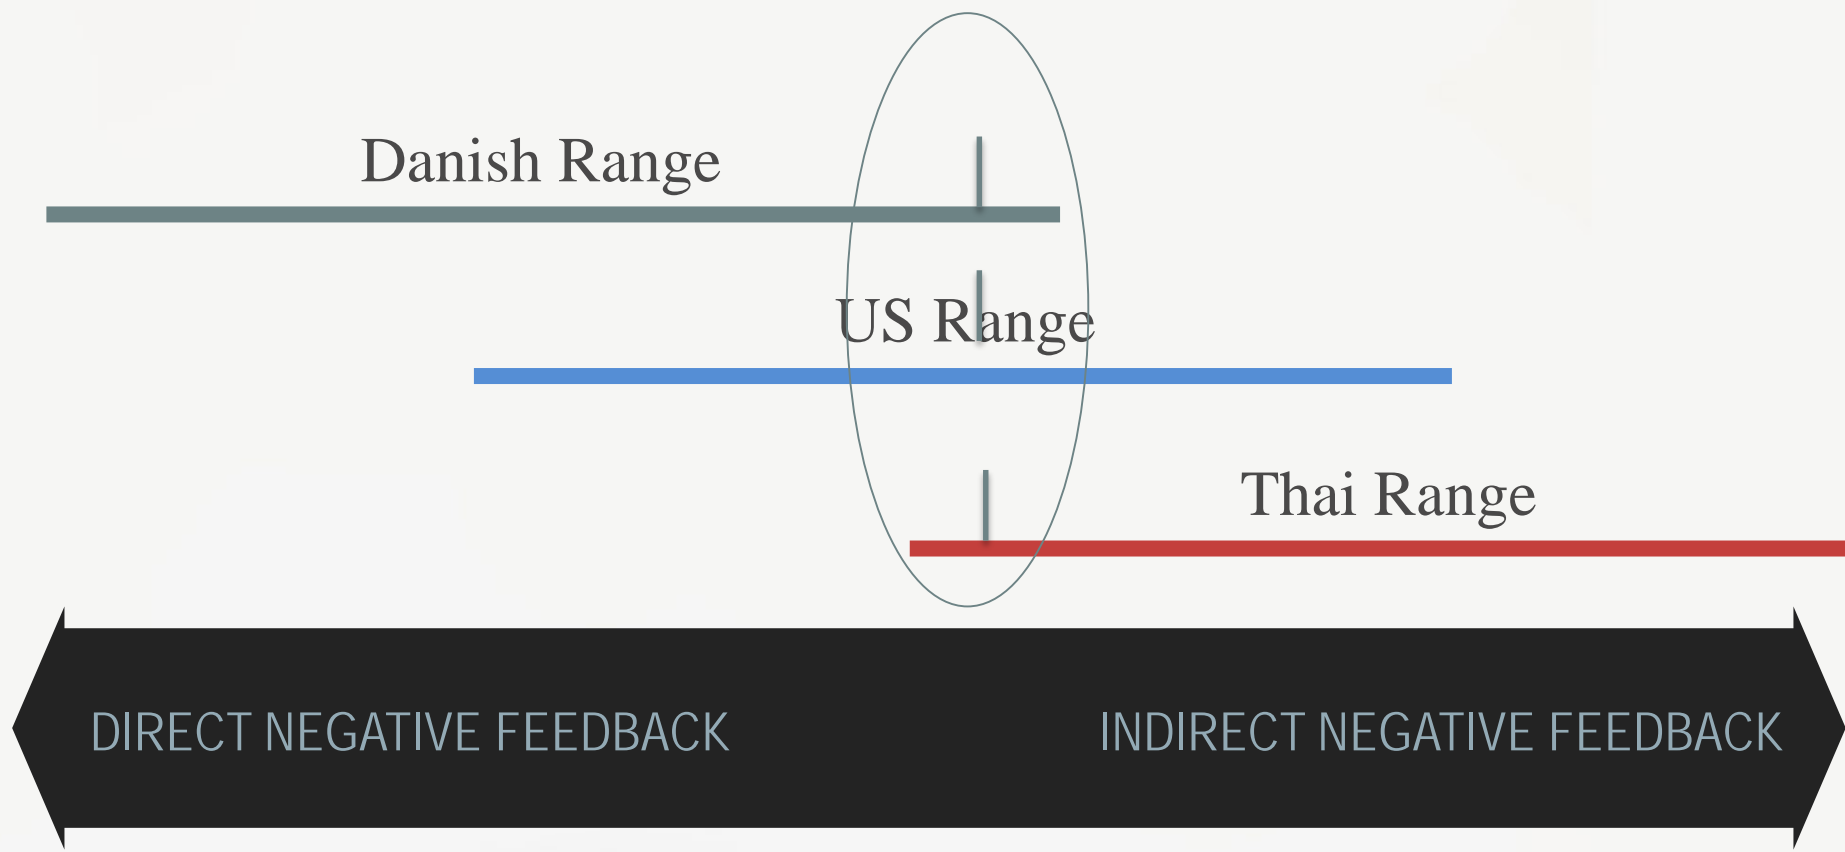 Danish Range
US Range
Thai Range
DIRECT NEGATIVE FEEDBACK
INDIRECT NEGATIVE FEEDBACK